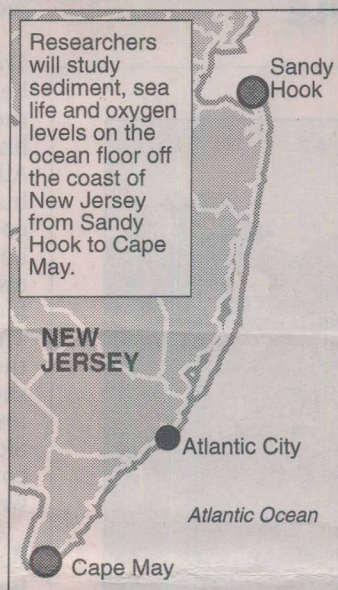 Researchers
will study
sediment, sea
life and oxygen
levels on the
ocean floor off
the coast of
New Jersey
from Sandy
Hook to Cape
May.
Sandy
Hook
NEW
JERSEY
Atlantic City
Atlantic Ocean
Cape May